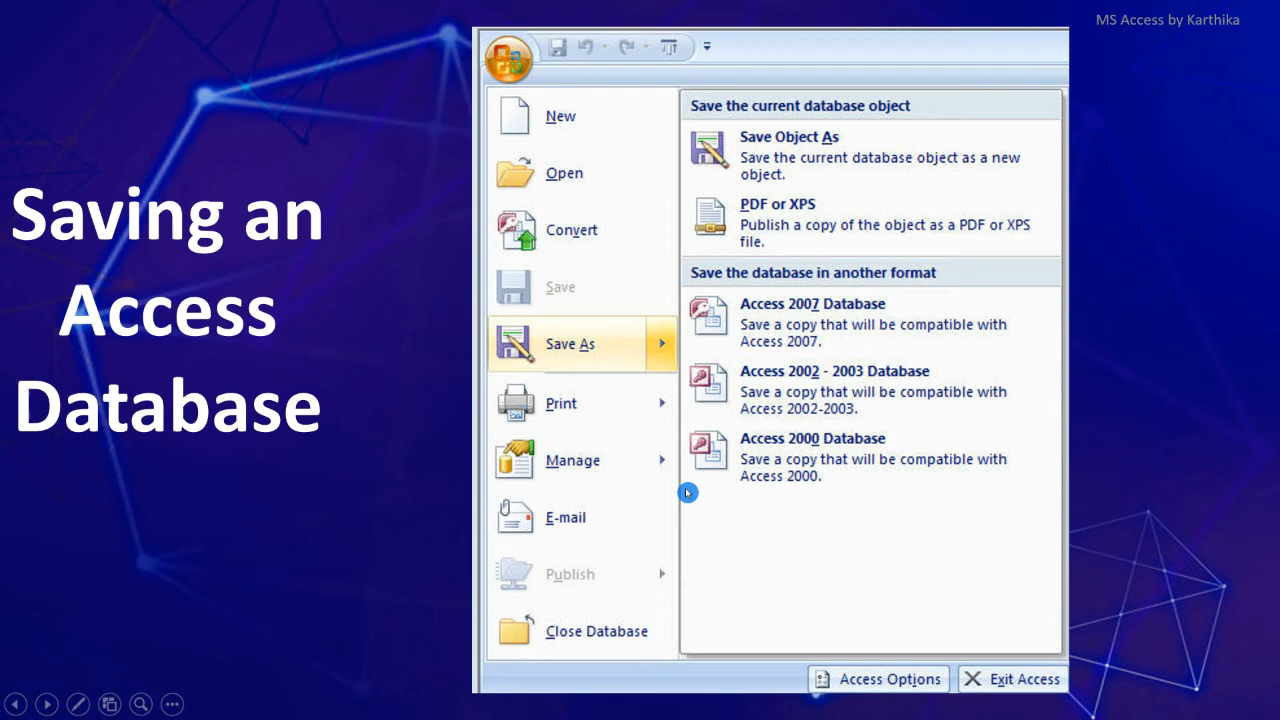 MS Access by Karthika
Saving an
Access
Database
New
Open
Convert
Save
Save As
Print
Manage
E-mail
Publish
Close Database
Save the current database object
Save Object As
Save the current database object as a new
object.
PDF or XPS
Publish a copy of the object as a PDF or XPS
file.
Save the database in another format
Access 2007 Database
Save a copy that will be compatible with
Access 2007.
Access 2002 - 2003 Database
Save a copy that will be compatible with
Access 2002-2003.
Access 2000 Database
Save a copy that will be compatible with
Access 2000.
Access Options
Exit Access